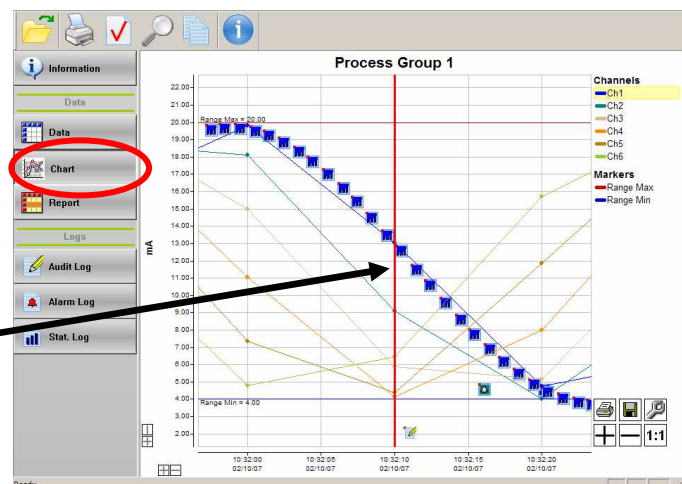 Process Group 1
Information
Data
Data
Chart
Report
Logs
Audit Log
Alarm Log
Stat. Log
mA
22.00
21.00
20.00
19.00
18.00
17.00
16.00
15.00
14.00
13.00
12.00
11.00
10.00
9.00
8.00
7.00
6.00
5.00
4.00
3.00
2.00
Range Max = 20.00
Range Min = 4.00
10:32:00
02/10/07
10:32:05
02/10/07
10:32:10
02/10/07
10:32:15
02/10/07
10:32:20
02/10/07
Channels
Ch1
Ch2
Ch3
Ch4
Ch5
Ch6
Markers
Range Max
Range Min
1:1